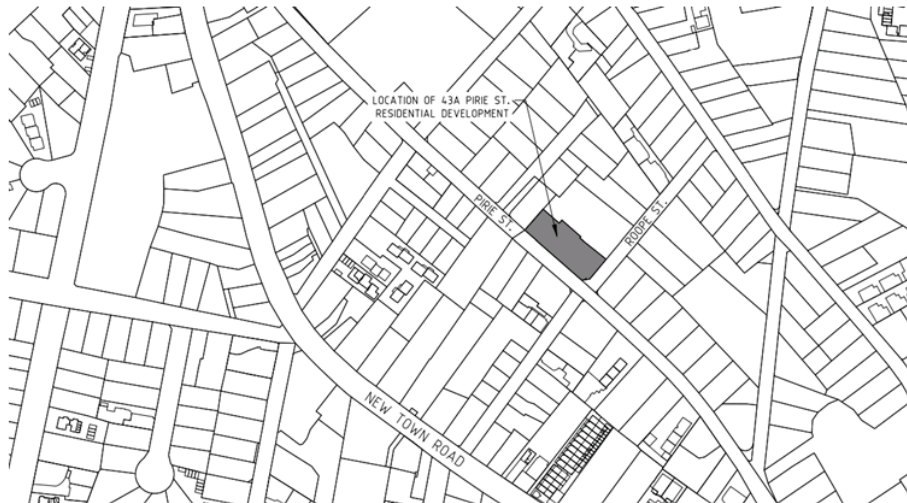 LOCATION OF 43A PIRIE ST.
RESIDENTIAL DEVELOPMENT
PIRIE ST.
ROOPE ST.
NEW TOWN ROAD